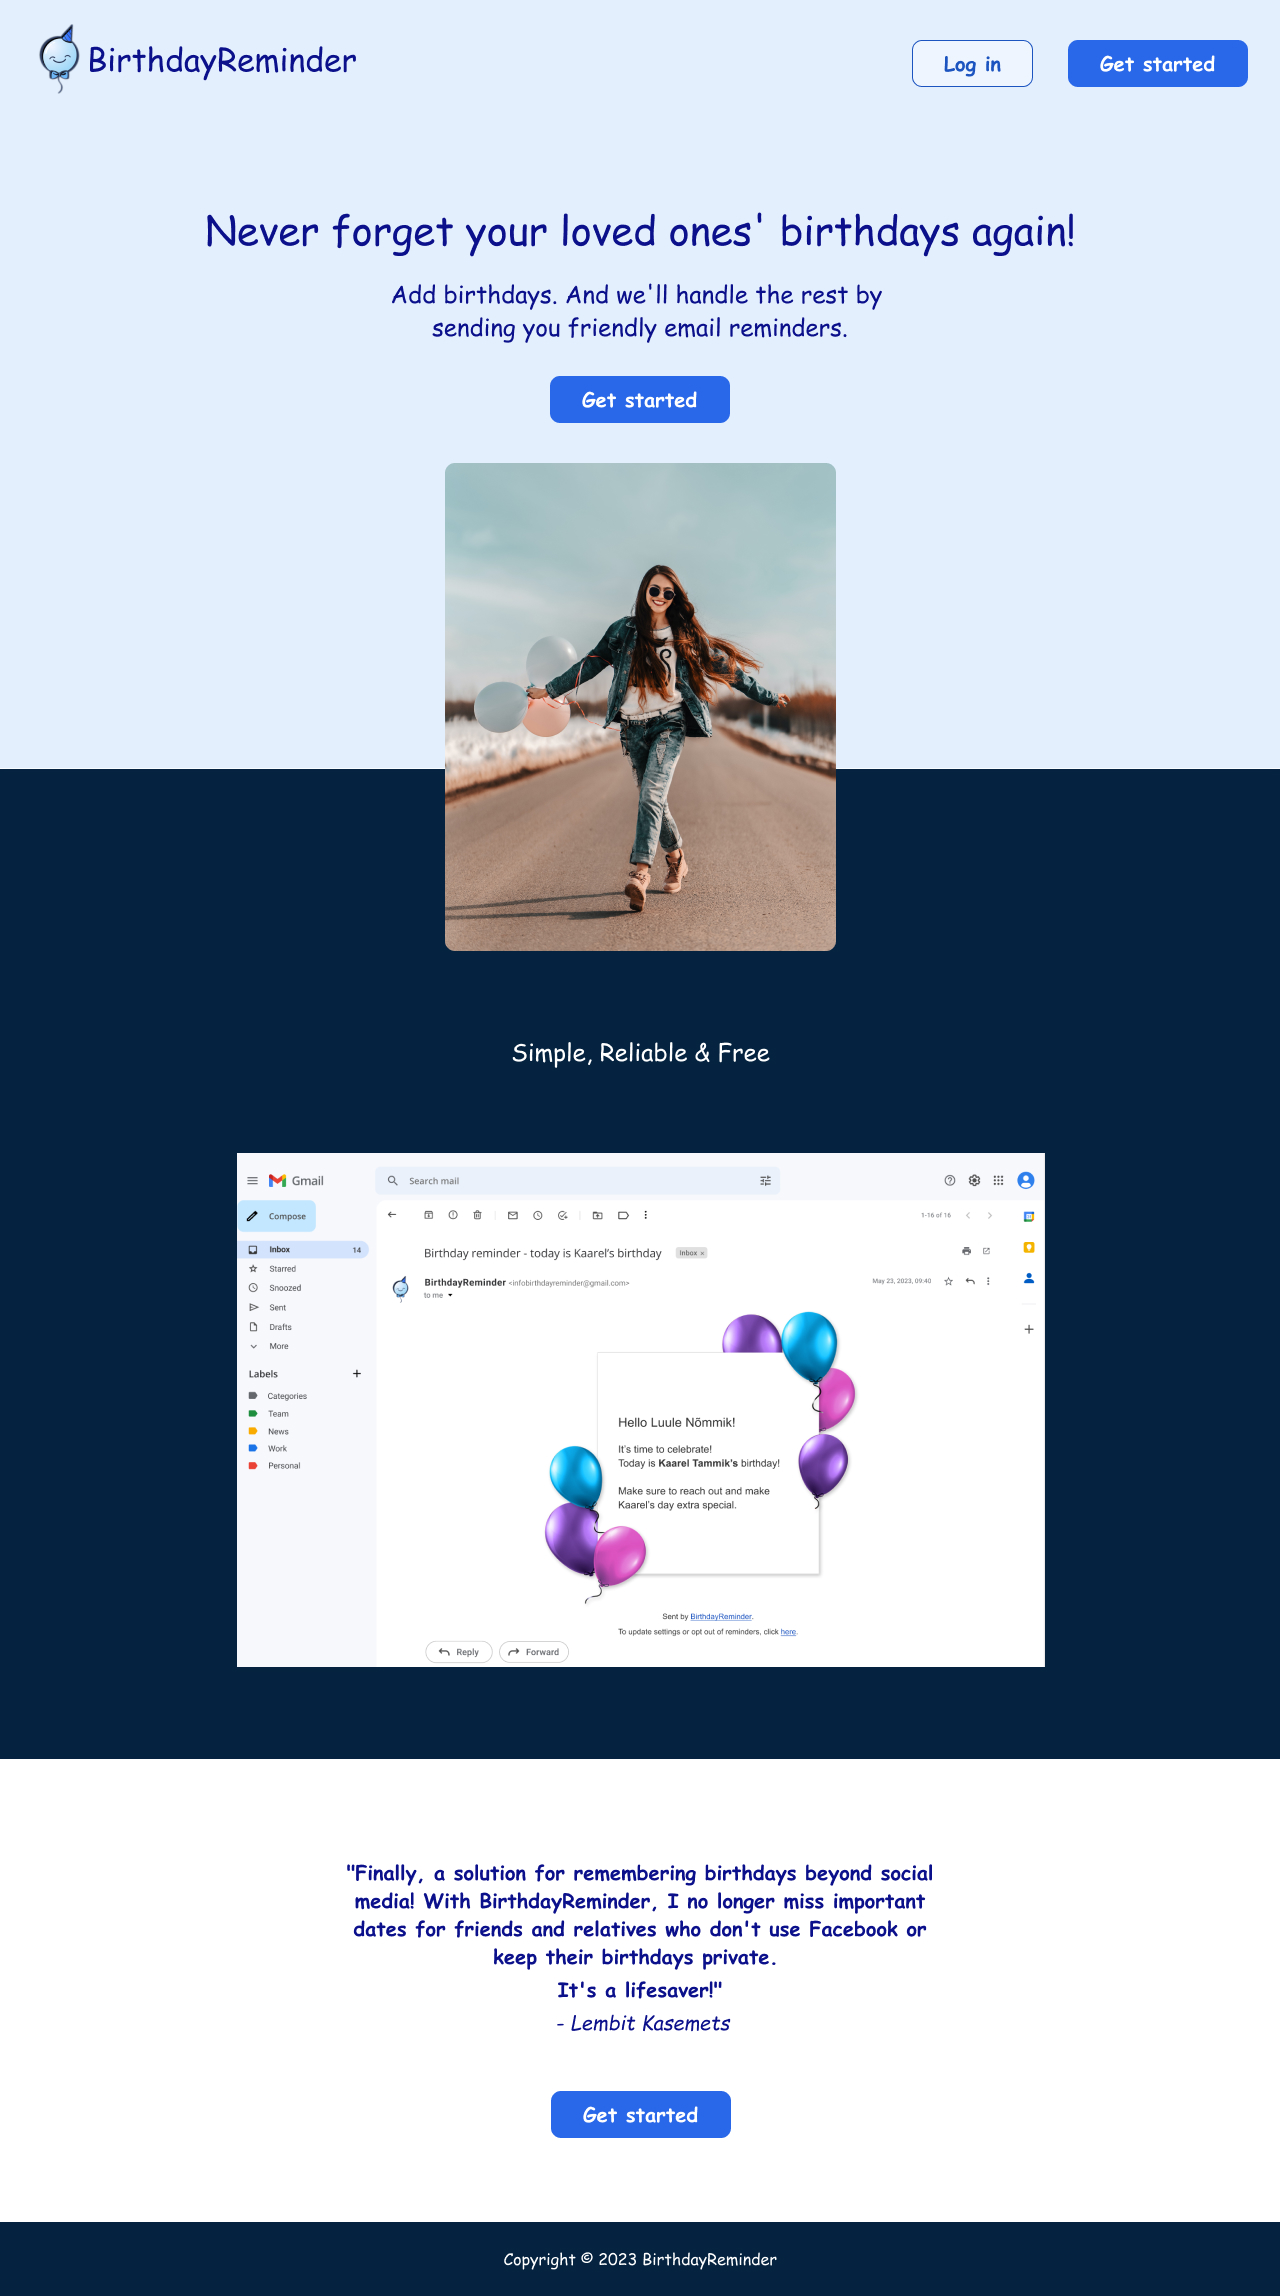 BirthdayReminder
Log in
Get started
Never forget your loved ones' birthdays again!
Add birthdays. And we'll handle the rest by
sending you friendly email reminders.
Get started
Simple, Reliable & Free
Gmail
Search mail
Compose
1-16 of 16
Inbox 14
Starred
Snoozed
Sent
Drafts
More
Labels
Categories
Team
News
Work
Personal
Birthday reminder - today is Kaarel's birthday Inbox ×
BirthdayReminder <infobirthdayreminder@gmail.com> May 23, 2023, 09:40
to me
Hello Luule Nõmmik!
It's time to celebrate!
Today is Kaarel Tammik's birthday!
Make sure to reach out and make
Kaarel's day extra special.
Sent by BirthdayReminder.
To update settings or opt out of reminders, click here.
Reply
Forward
"Finally, a solution for remembering birthdays beyond social
media! With BirthdayReminder, I no longer miss important
dates for friends and relatives who don't use Facebook or
keep their birthdays private.
It's a lifesaver!"
- Lembit Kasemets
Get started
Copyright © 2023 BirthdayReminder